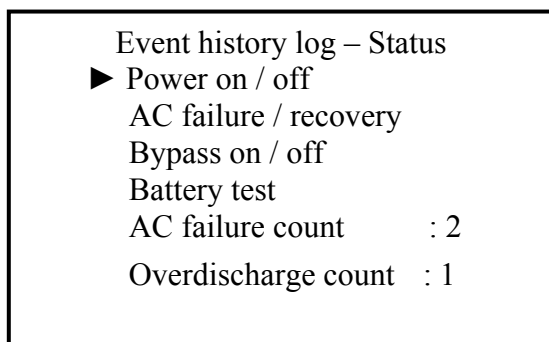 Event history log – Status
► Power on / off
AC failure / recovery
Bypass on / off
Battery test
AC failure count : 2
Overdischarge count : 1